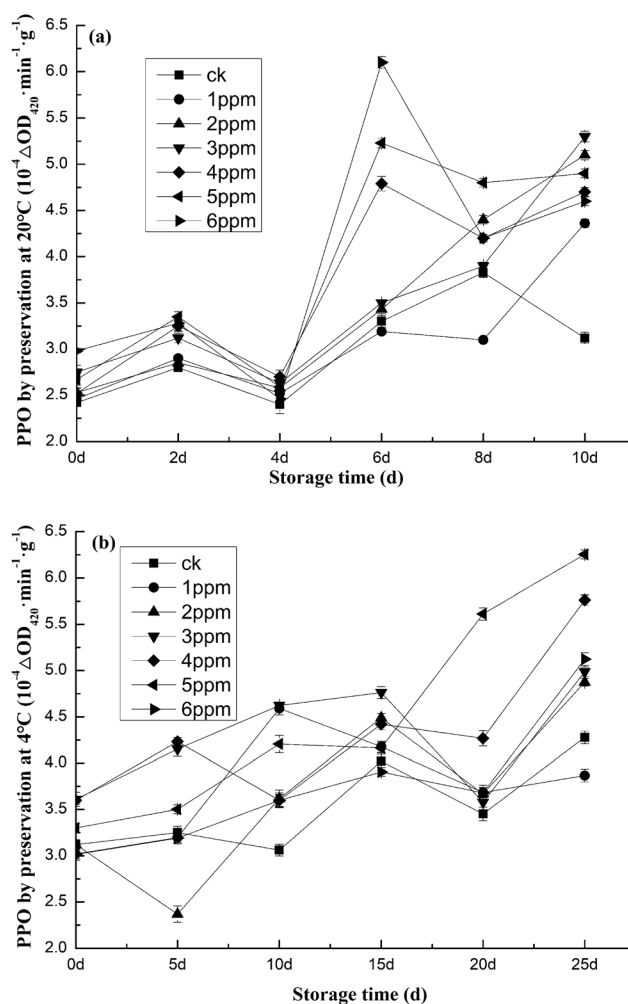 (a)
ck
1ppm
2ppm
3ppm
4ppm
5ppm
6ppm
PPO by preservation at 20°C (10⁻⁴△OD₄₂₀·min⁻¹·g⁻¹)
6.5
6.0
5.5
5.0
4.5
4.0
3.5
3.0
2.5
2.0
0d 2d 4d 6d 8d 10d
Storage time (d)
(b)
ck
1ppm
2ppm
3ppm
4ppm
5ppm
6ppm
PPO by preservation at 4°C (10⁻⁴△OD₄₂₀·min⁻¹·g⁻¹)
6.5
6.0
5.5
5.0
4.5
4.0
3.5
3.0
2.5
2.0
0d 5d 10d 15d 20d 25d
Storage time (d)